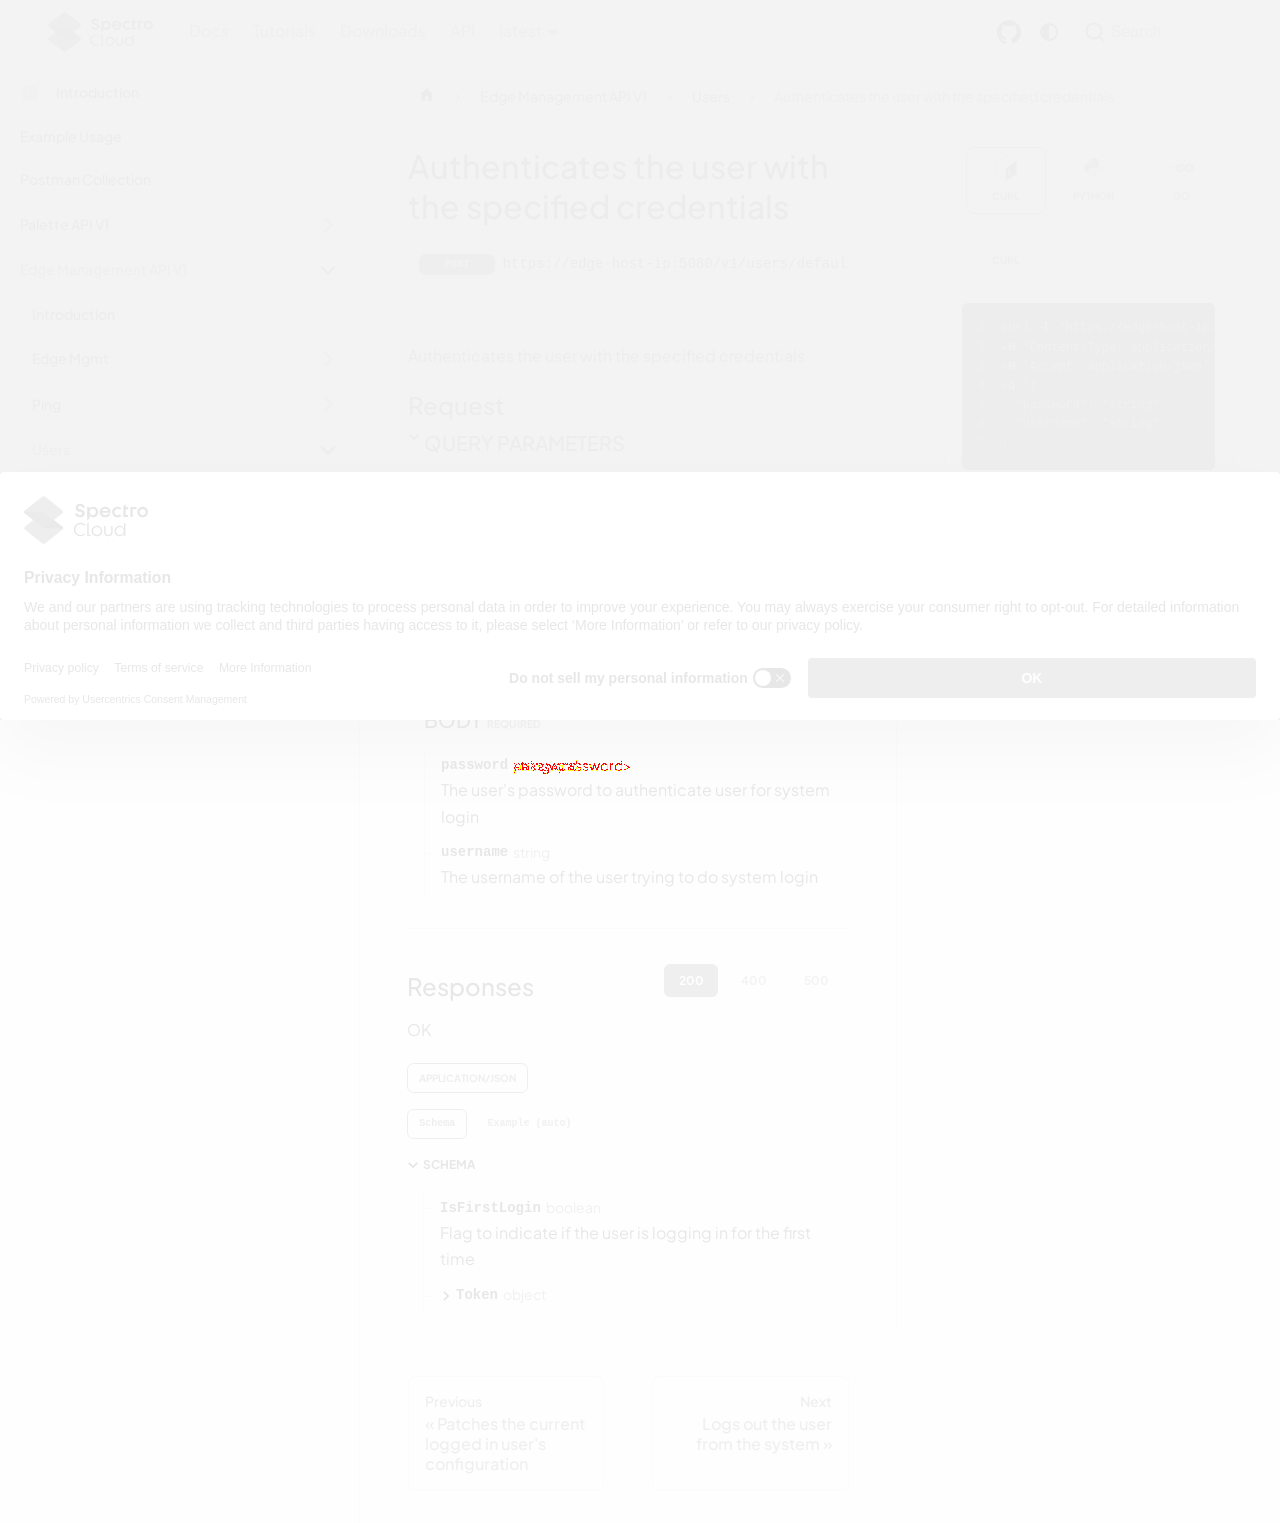 Spectro Cloud
Docs
Tutorials
Downloads
API
latest
Search
Introduction
Example Usage
Postman Collection
Palette API V1
Edge Management API V1
Introduction
Edge Mgmt
Ping
Users
Edge Management API V1
Users
Authenticates the user with the specified credentials
Authenticates the user with
the specified credentials
POST
https://edge-host-ip:5080/v1/users/defaul
Authenticates the user with the specified credentials
Request
QUERY PARAMETERS
CURL
PYTHON
GO
CURL
Spectro
Cloud
Privacy Information
We and our partners are using tracking technologies to process personal data in order to improve your experience. You may always exercise your consumer right to opt-out. For detailed information
about personal information we collect and third parties having access to it, please select ‘More Information’ or refer to our privacy policy.
Privacy policy
Terms of service
More Information
Do not sell my personal information
OK
Powered by Usercentrics Consent Management
BODY REQUIRED
password
The user's password to authenticate user for system
login
username string
The username of the user trying to do system login
Responses
200
400
500
OK
APPLICATION/JSON
Schema
Example (auto)
SCHEMA
IsFirstLogin boolean
Flag to indicate if the user is logging in for the first
time
Token object
Previous
« Patches the current
logged in user's
configuration
Next
Logs out the user
from the system »